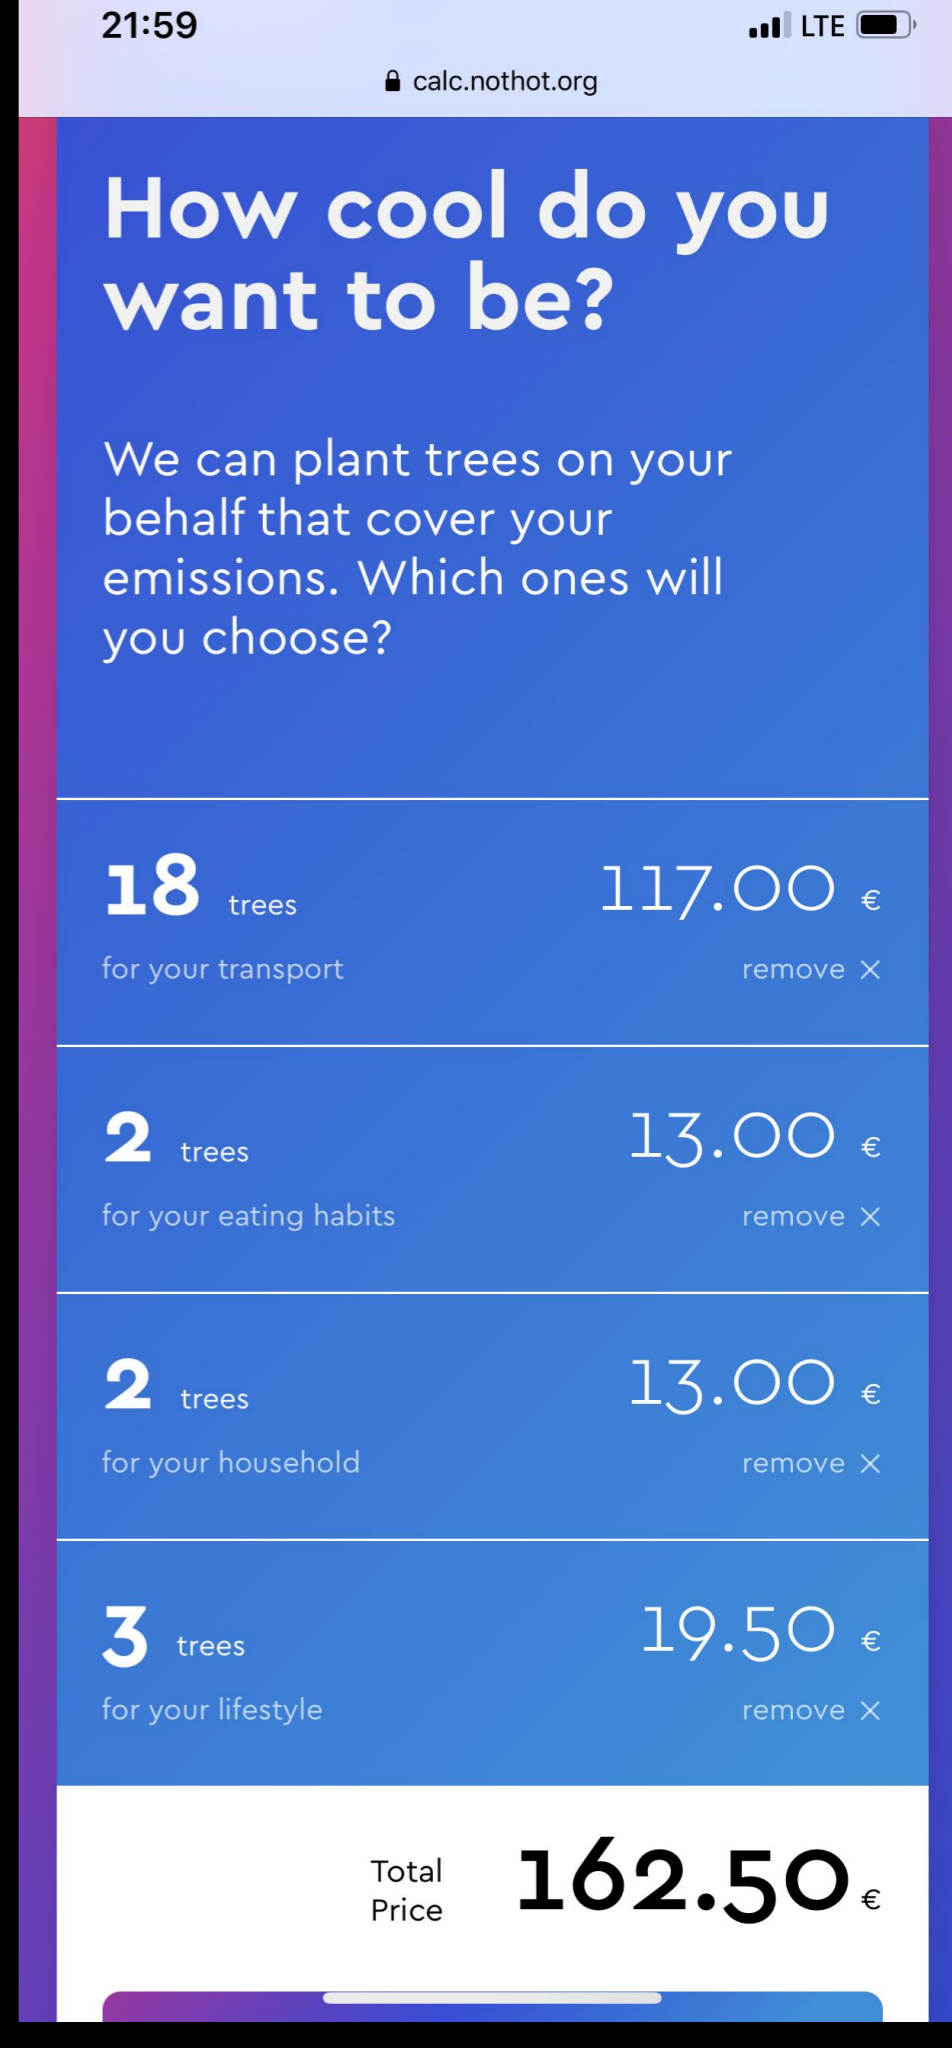 21:59
LTE
calc.nothot.org
How cool do you
want to be?
We can plant trees on your
behalf that cover your
emissions. Which ones will
you choose?
18 trees 117.00 €
for your transport remove ×
2 trees 13.00 €
for your eating habits remove ×
2 trees 13.00 €
for your household remove ×
3 trees 19.50 €
for your lifestyle remove ×
Total
Price 162.50 €